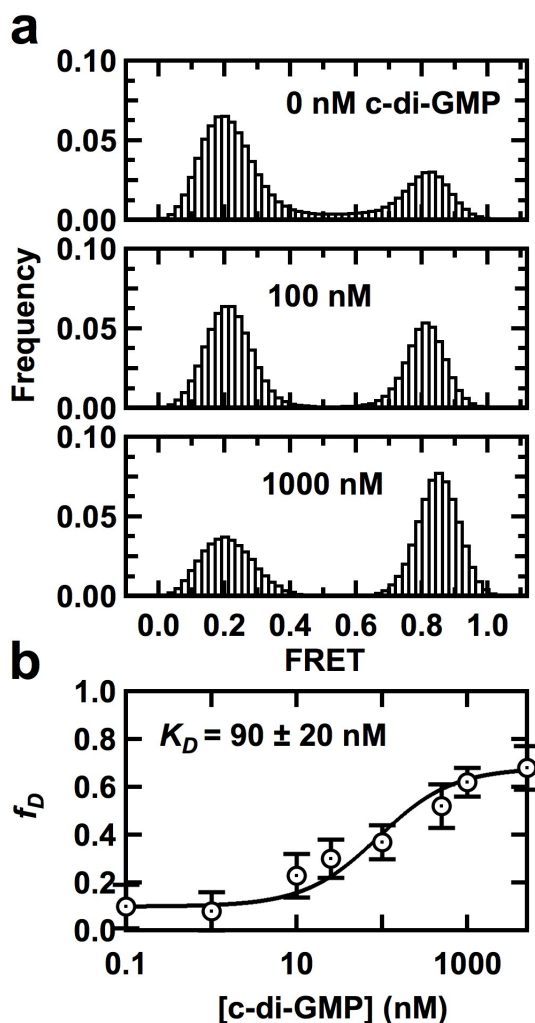 a
0.10
0 nM c-di-GMP
0.05
0.00
0.10
100 nM
0.05
0.00
0.10
1000 nM
0.05
0.00
Frequency
0.0 0.2 0.4 0.6 0.8 1.0
FRET
b
1.0
K_D = 90 ± 20 nM
0.8
0.6
0.4
0.2
0.0
f_D
0.1 10 1000
[c-di-GMP] (nM)